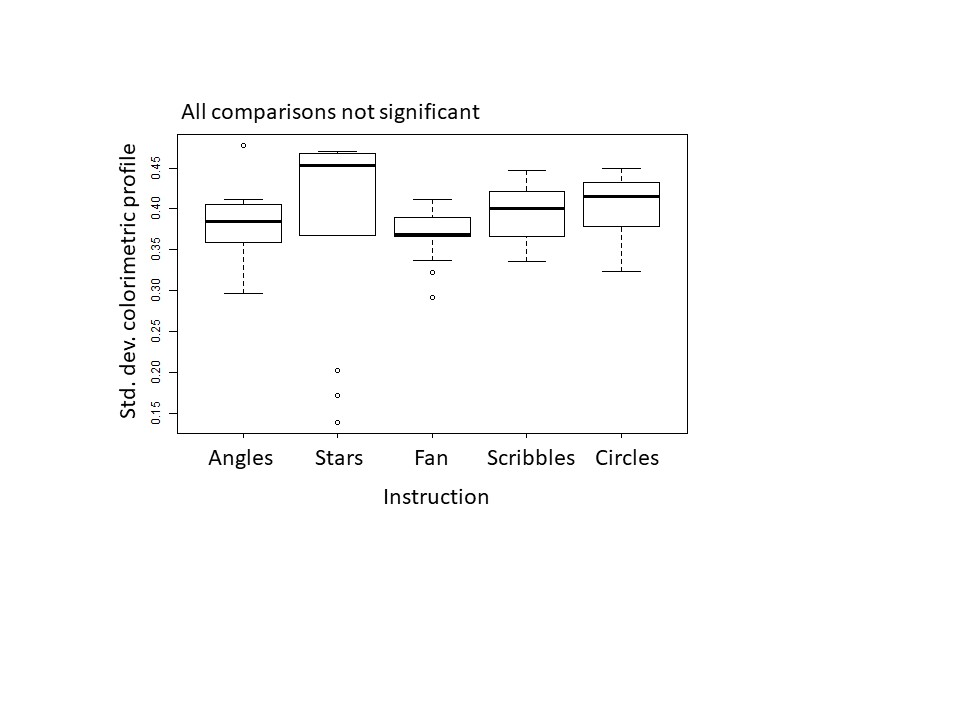 All comparisons not significant
Std. dev. colorimetric profile
0.45
0.40
0.35
0.30
0.25
0.20
0.15
Angles Stars Fan Scribbles Circles
Instruction